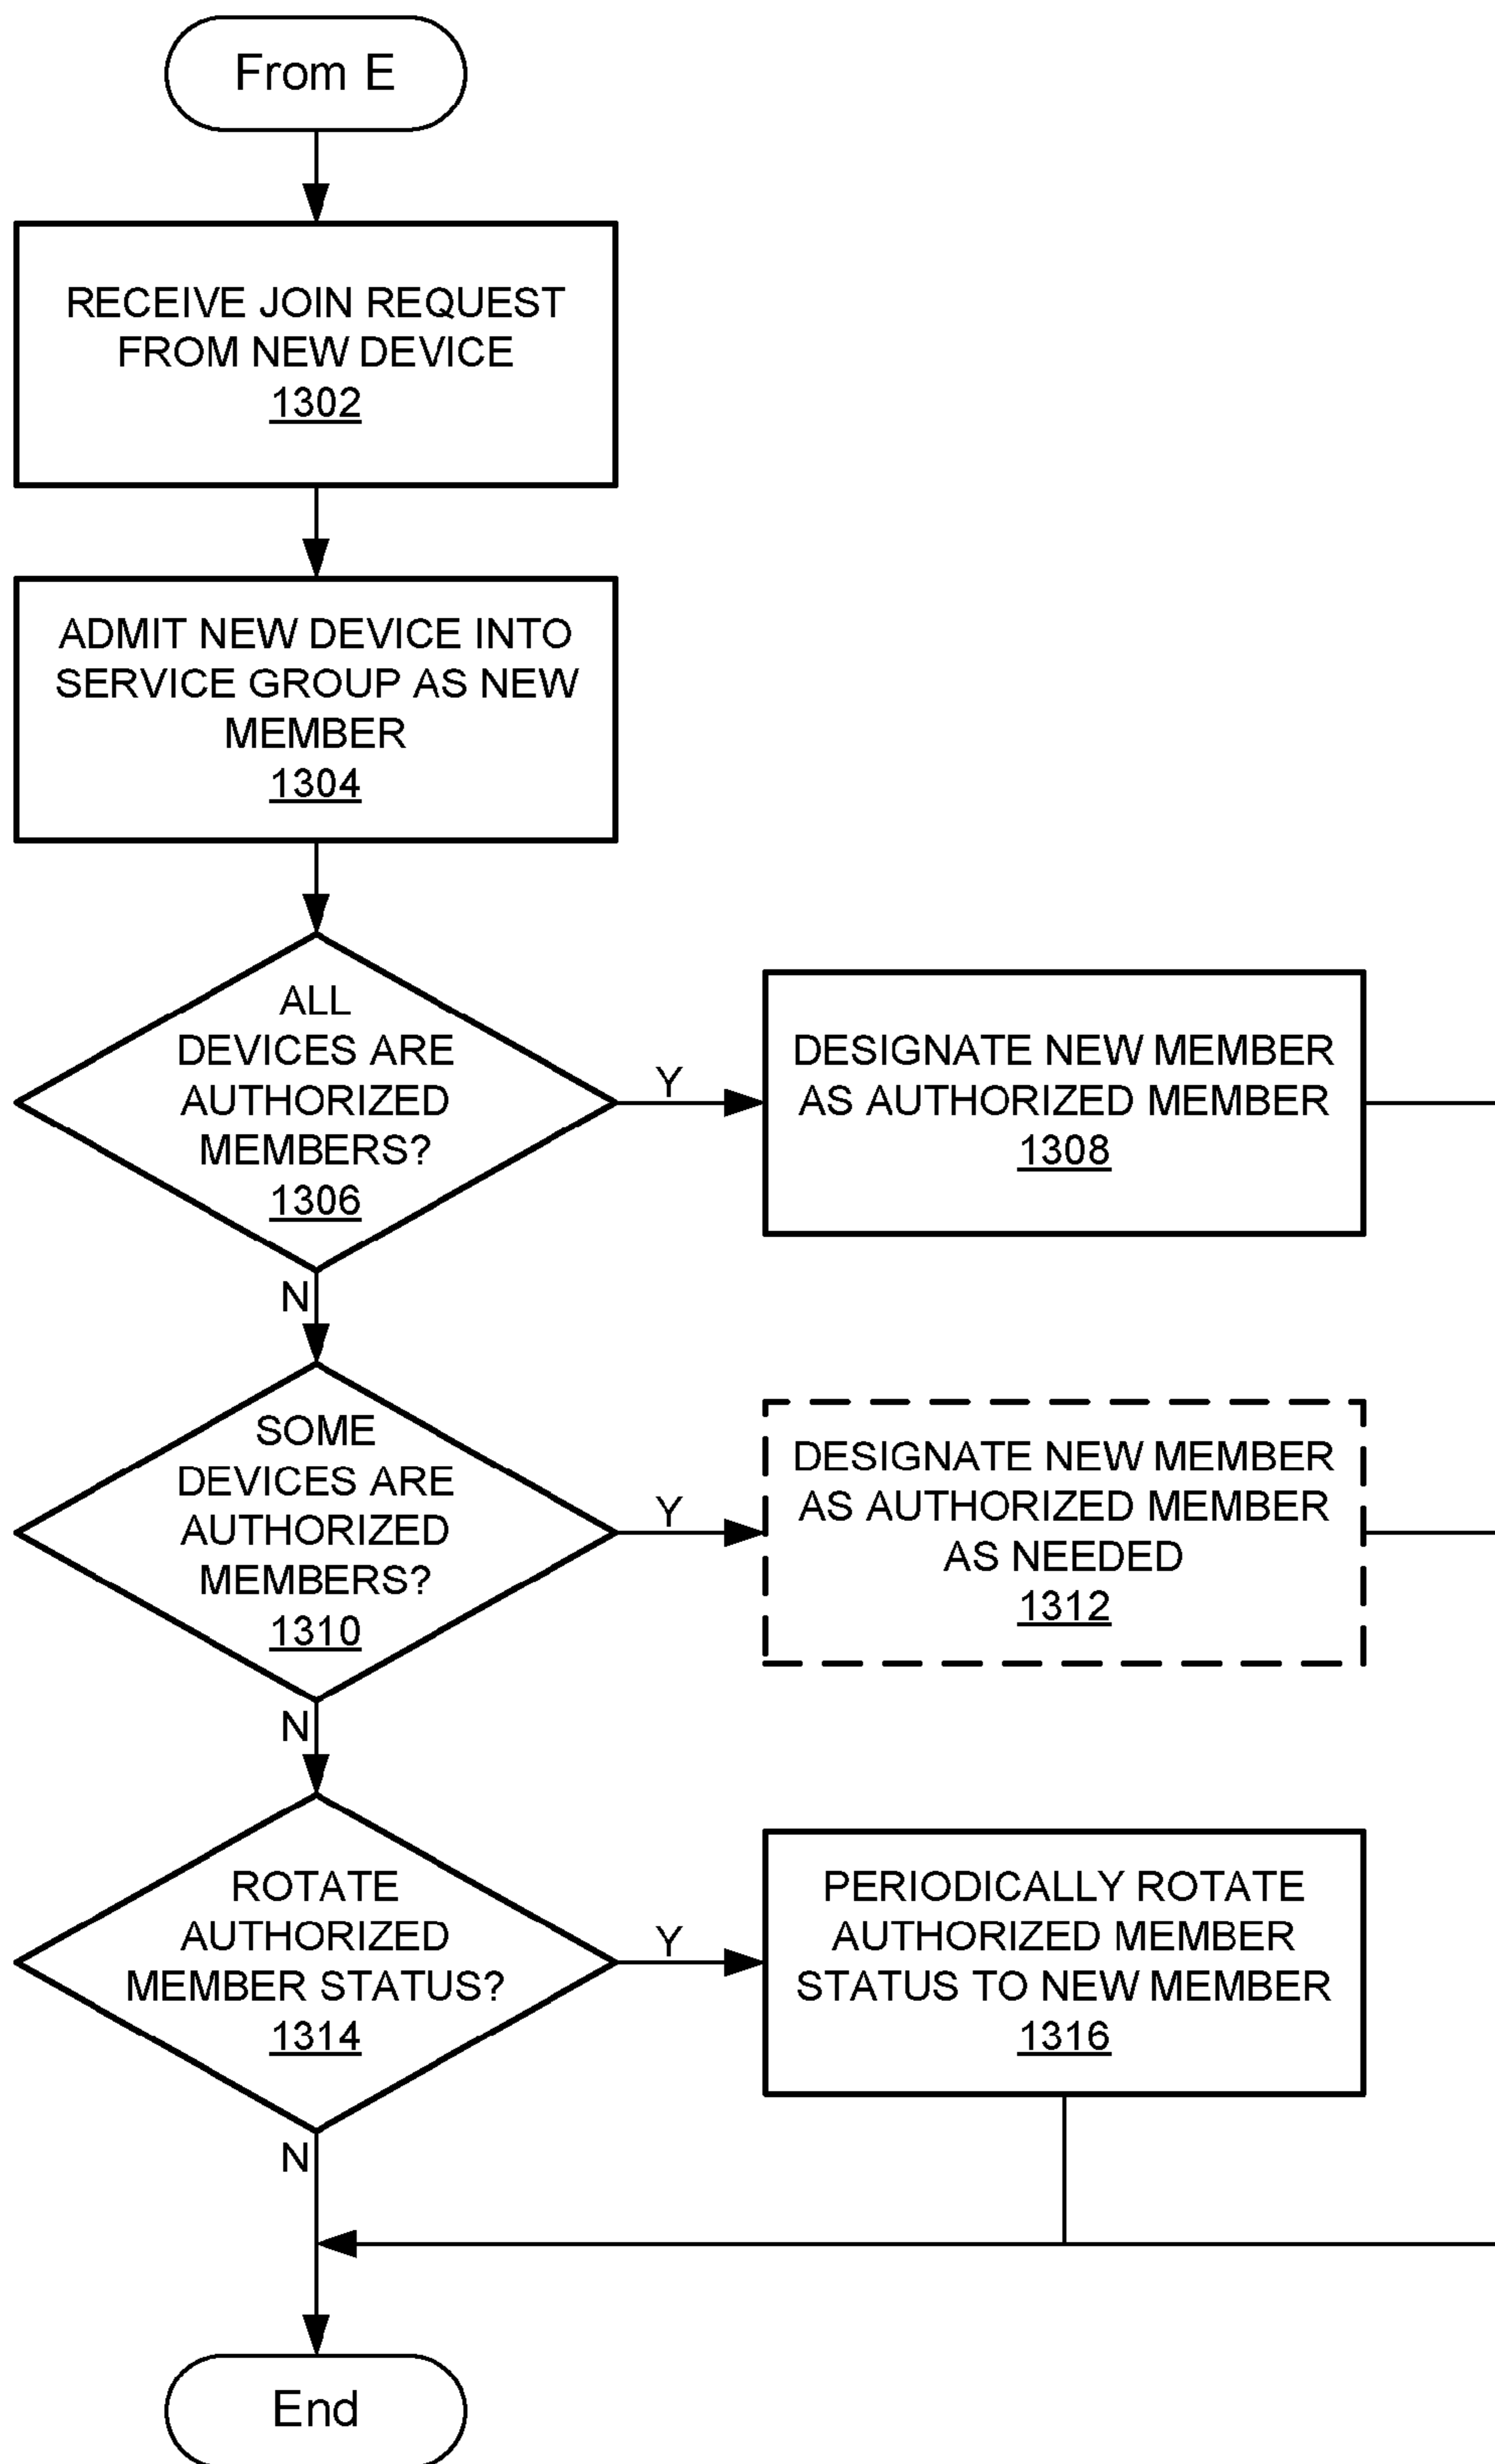 From E
RECEIVE JOIN REQUEST
FROM NEW DEVICE
1302
ADMIT NEW DEVICE INTO
SERVICE GROUP AS NEW
MEMBER
1304
ALL
DEVICES ARE
AUTHORIZED
MEMBERS?
1306
Y
DESIGNATE NEW MEMBER
AS AUTHORIZED MEMBER
1308
N
SOME
DEVICES ARE
AUTHORIZED
MEMBERS?
1310
Y
DESIGNATE NEW MEMBER
AS AUTHORIZED MEMBER
AS NEEDED
1312
N
ROTATE
AUTHORIZED
MEMBER STATUS?
1314
Y
PERIODICALLY ROTATE
AUTHORIZED MEMBER
STATUS TO NEW MEMBER
1316
N
End